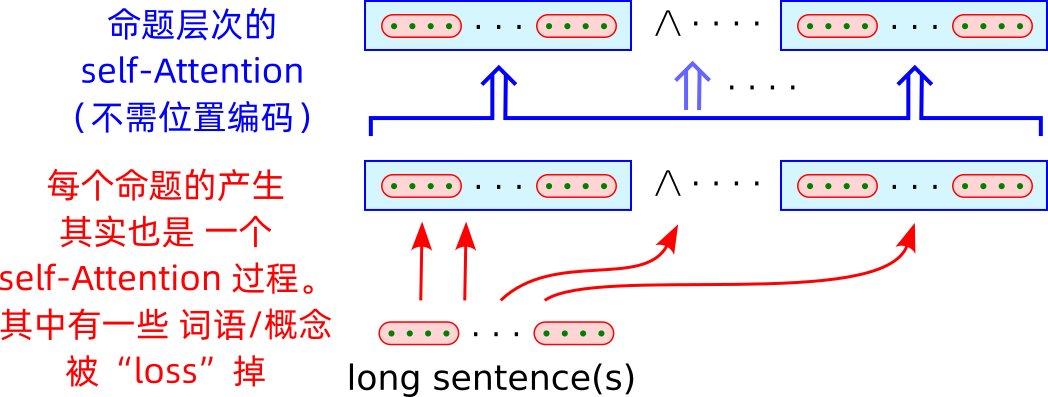 命题层次的
self-Attention
（不需位置编码）
∧
每个命题的产生
其实也是 一个
self-Attention 过程。
其中有一些 词语/概念
被“loss”掉
∧
long sentence(s)